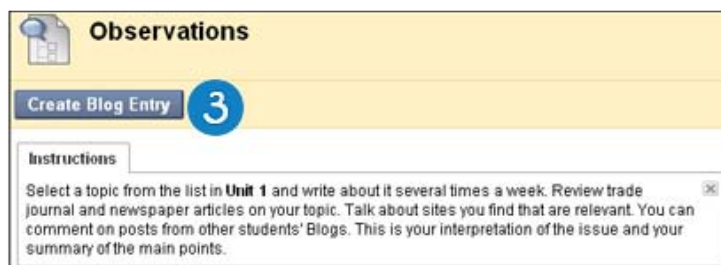 Observations
Create Blog Entry 3
Instructions
Select a topic from the list in Unit 1 and write about it several times a week. Review trade
journal and newspaper articles on your topic. Talk about sites you find that are relevant. You can
comment on posts from other students' Blogs. This is your interpretation of the issue and your
summary of the main points.